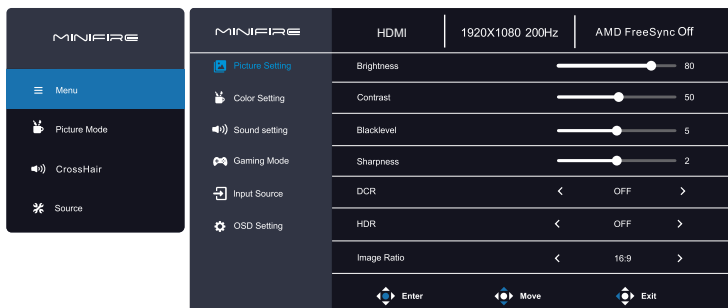 MINIFIRE
Menu
Picture Mode
CrossHair
Source
MINIFIRE HDMI 1920X1080 200Hz AMD FreeSync Off
Picture Setting Brightness 80
Color Setting Contrast 50
Sound setting Blacklevel 5
Gaming Mode Sharpness 2
Input Source DCR OFF
OSD Setting HDR OFF
Image Ratio 16:9
Enter Move Exit